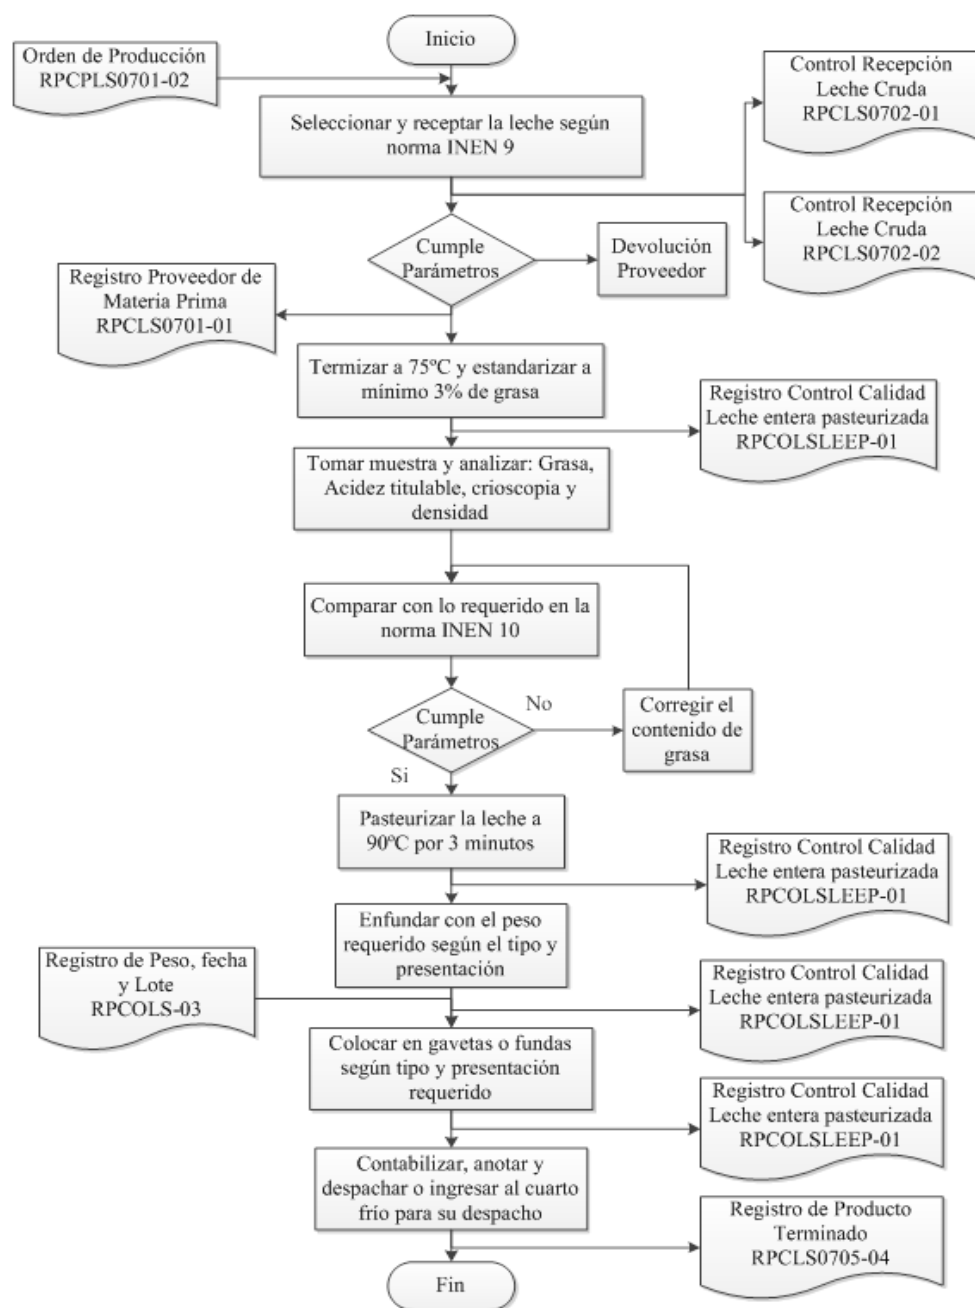 Inicio
Orden de Producción
RPCPLS0701-02
Control Recepción
Leche Cruda
RPCLS0702-01
Seleccionar y receptar la leche según
norma INEN 9
Control Recepción
Leche Cruda
RPCLS0702-02
Cumple
Parámetros
Devolución
Proveedor
Registro Proveedor de
Materia Prima
RPCLS0701-01
Termizar a 75ºC y estandarizar a
mínimo 3% de grasa
Registro Control Calidad
Leche entera pasteurizada
RPCOLSLEEP-01
Tomar muestra y analizar: Grasa,
Acidez titulable, crioscopia y
densidad
Comparar con lo requerido en la
norma INEN 10
Cumple
Parámetros
No
Corregir el
contenido de
grasa
Si
Pasteurizar la leche a
90ºC por 3 minutos
Registro Control Calidad
Leche entera pasteurizada
RPCOLSLEEP-01
Enfundar con el peso
requerido según el tipo y
presentación
Registro de Peso, fecha
y Lote
RPCOLS-03
Registro Control Calidad
Leche entera pasteurizada
RPCOLSLEEP-01
Colocar en gavetas o fundas
según tipo y presentación
requerido
Registro Control Calidad
Leche entera pasteurizada
RPCOLSLEEP-01
Contabilizar, anotar y
despachar o ingresar al cuarto
frío para su despacho
Registro de Producto
Terminado
RPCLS0705-04
Fin